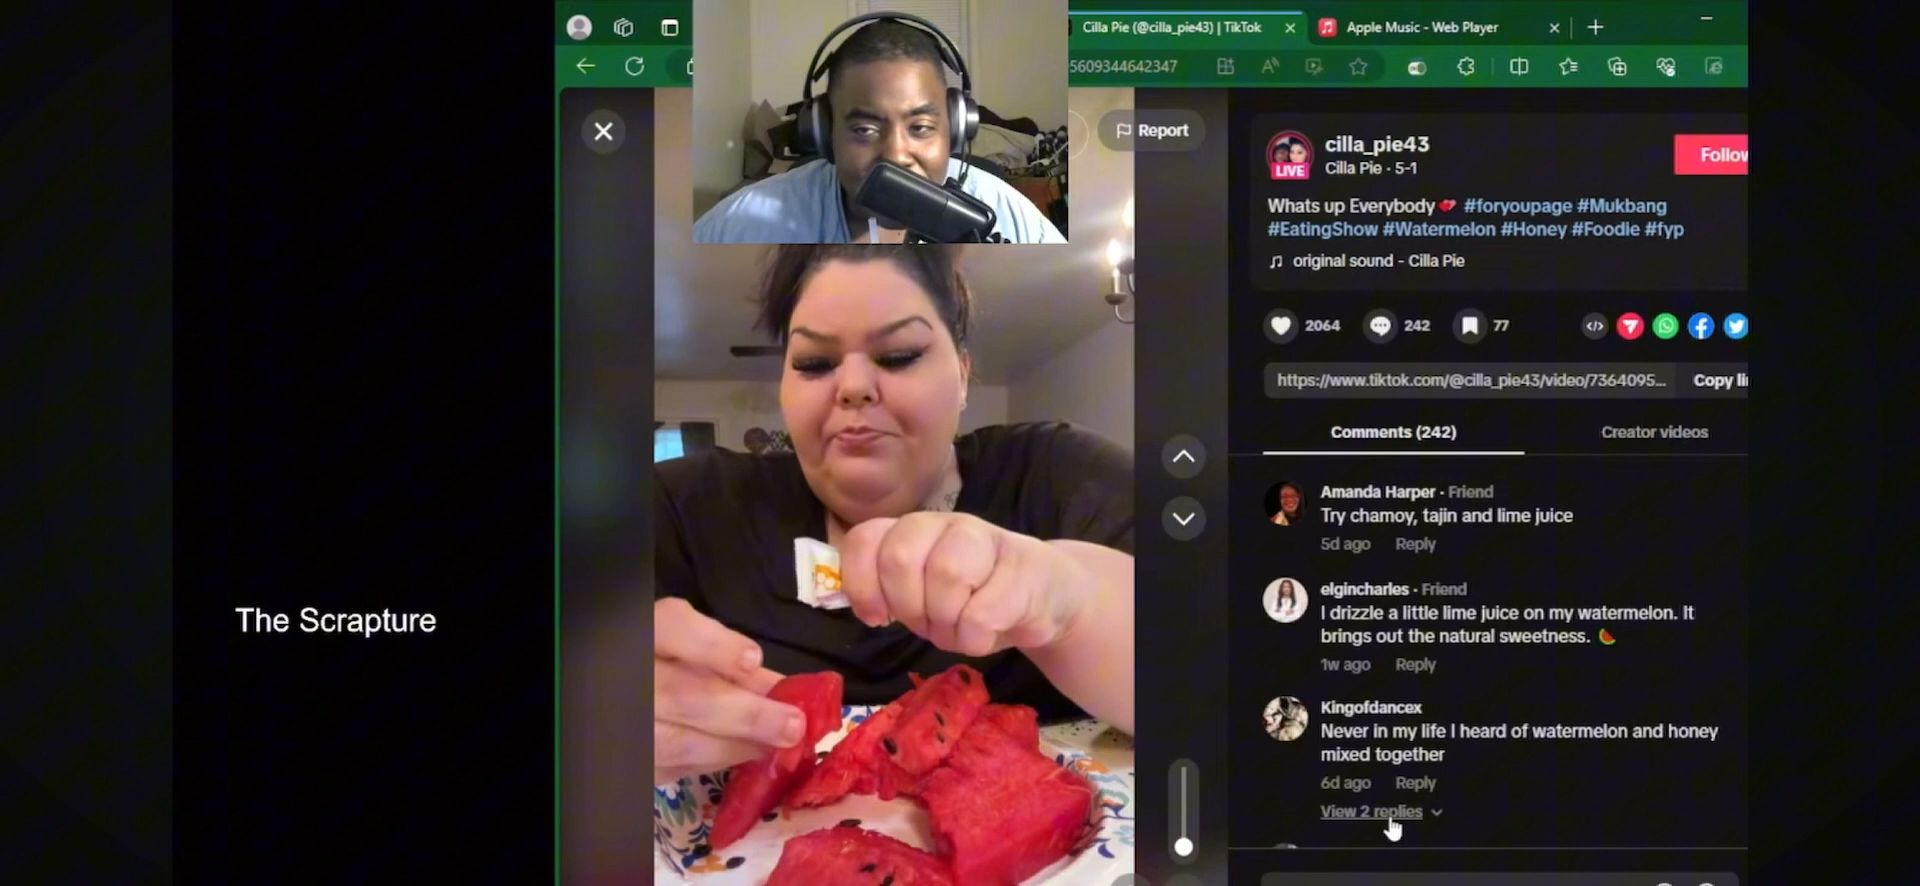 Cilla Pie (@cilla_pie43) | TikTok
Apple Music - Web Player
5609344642347
Report
cilla_pie43
Cilla Pie · 5-1
LIVE
Follow
Whats up Everybody #foryoupage #Mukbang
#EatingShow #Watermelon #Honey #Foodie #fyp
original sound - Cilla Pie
2064
242
77
https://www.tiktok.com/@cilla_pie43/video/7364095...
Copy li
Comments (242)
Creator videos
Amanda Harper · Friend
Try chamoy, tajin and lime juice
5d ago Reply
elgincharles · Friend
I drizzle a little lime juice on my watermelon. It
brings out the natural sweetness. 🍉
1w ago Reply
The Scrapture
Kingofdancex
Never in my life I heard of watermelon and honey
mixed together
6d ago Reply
View 2 replies